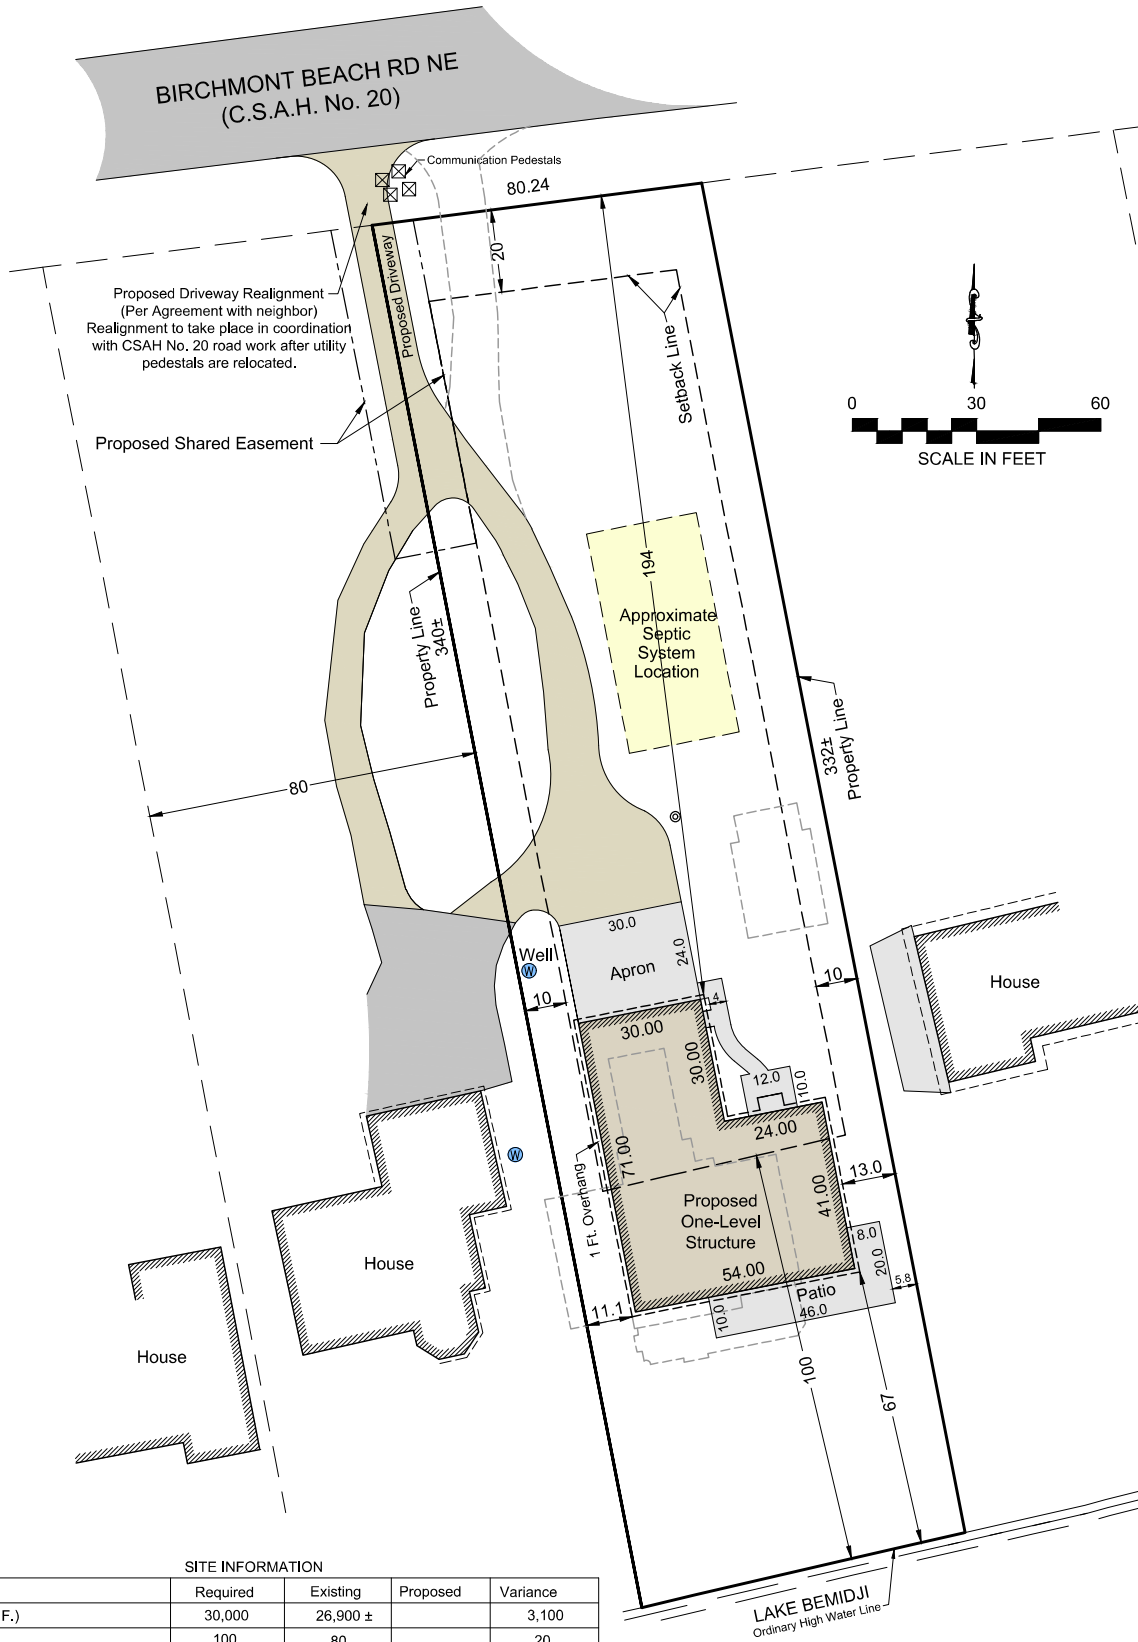 BIRCHMONT BEACH RD NE
(C.S.A.H. No. 20)
Communication Pedestals
80.24
20
Proposed Driveway
Proposed Driveway Realignment
(Per Agreement with neighbor)
Realignment to take place in coordination
with CSAH No. 20 road work after utility
pedestals are relocated.
Setback Line
0 30 60
SCALE IN FEET
Proposed Shared Easement
194
Approximate
Septic
System
Location
Property Line
340±
332±
Property Line
80
30.0
24.0
Apron
Well
W
10
4
10
House
30.00
30.00
12.0
10.0
24.00
W
71.00
1 Ft. Overhang
13.0
41.00
Proposed
One-Level
Structure
8.0
20.0
House
54.00
5.8
Patio
46.0
10.0
11.1
House
100
67
LAKE BEMIDJI
Ordinary High Water Line
SITE INFORMATION
Required Existing Proposed Variance
F.) 30,000 26,900 ± 3,100
100 80 20